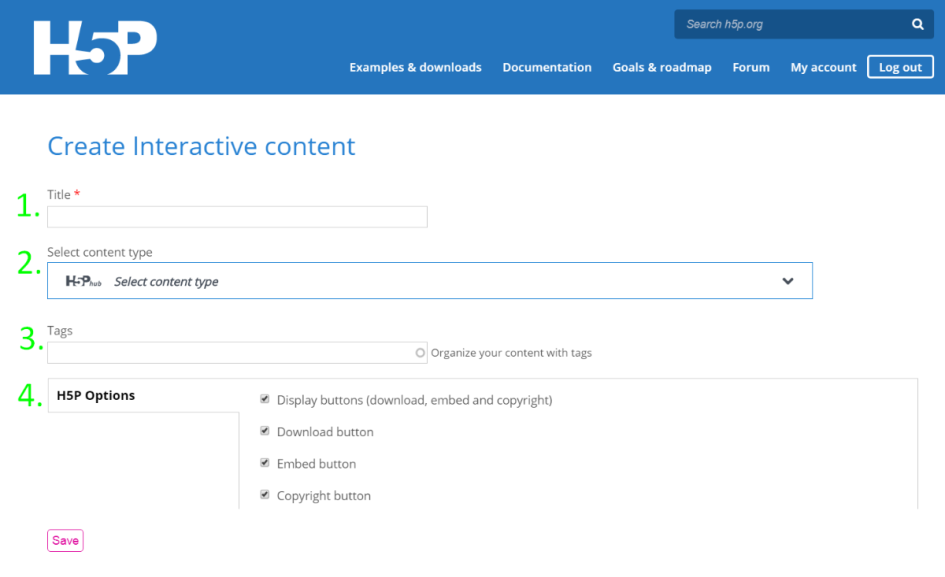 H5P
Search h5p.org
Examples & downloads Documentation Goals & roadmap Forum My account Log out
Create Interactive content
1. Title *
2. Select content type
H5P hub Select content type
3. Tags
Organize your content with tags
4. H5P Options
Display buttons (download, embed and copyright)
Download button
Embed button
Copyright button
Save